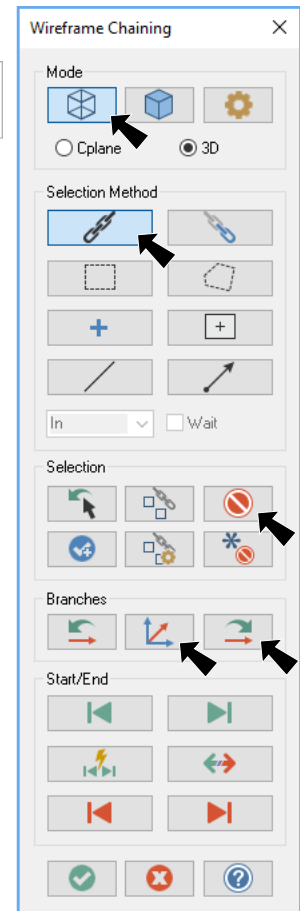 Wireframe Chaining
Mode
Cplane
3D
Selection Method
In
Wait
Selection
Branches
Start/End